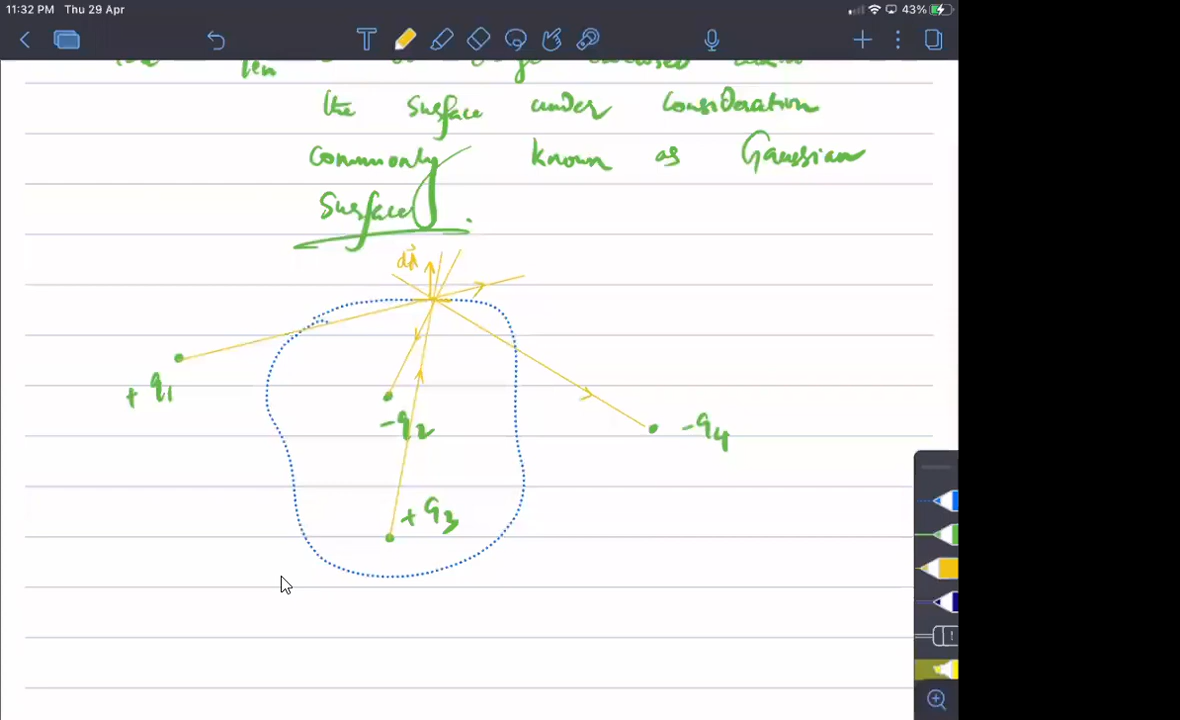 11:32 PM Thu 29 Apr
43%
the surface under consideration
commonly known as Gaussian
Surface.
dA
+ q1
-q2
-q4
+ q3